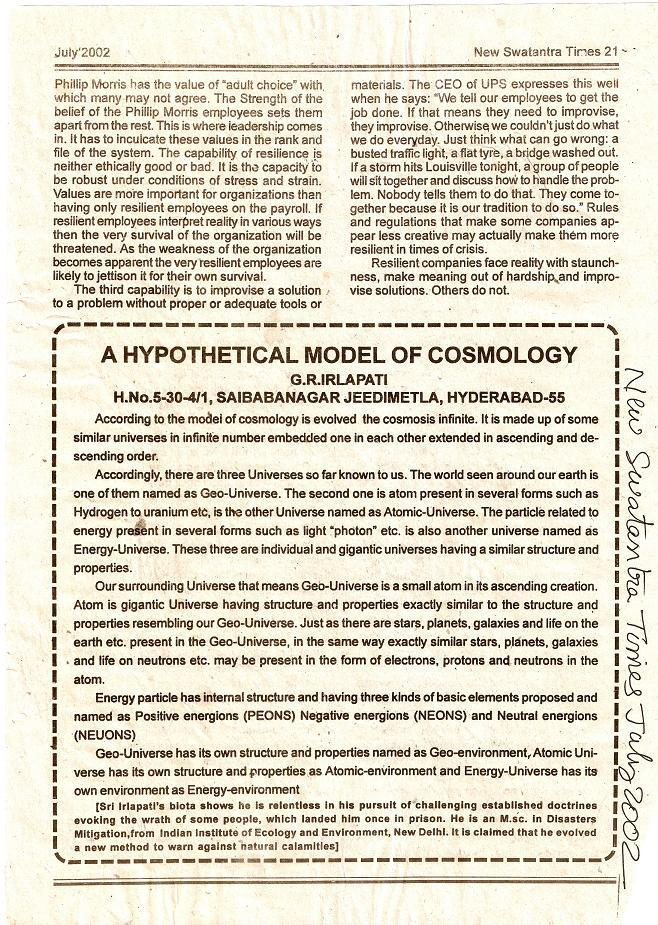 July'2002
New Swatantra Times 21
Phillip Morris has the value of "adult choice" with
which many may not agree. The Strength of the
belief of the Phillip Morris employees sets them
apart from the rest. This is where leadership comes
in. It has to inculcate these values in the rank and
file of the system. The capability of resilience is
neither ethically good or bad. It is the capacity to
be robust under conditions of stress and strain.
Values are more important for organizations than
having only resilient employees on the payroll. If
resilient employees interpret reality in various ways
then the very survival of the organization will be
threatened. As the weakness of the organization
becomes apparent the very resilient employees are
likely to jettison it for their own survival.
The third capability is to improvise a solution
to a problem without proper or adequate tools or
materials. The CEO of UPS expresses this well
when he says: "We tell our employees to get the
job done. If that means they need to improvise,
they improvise. Otherwise we couldn't just do what
we do everyday. Just think what can go wrong: a
busted traffic light, a flat tyre, a bridge washed out.
If a storm hits Louisville tonight, a group of people
will sit together and discuss how to handle the prob-
lem. Nobody tells them to do that. They come to-
gether because it is our tradition to do so." Rules
and regulations that make some companies ap-
pear less creative may actually make them more
resilient in times of crisis.
Resilient companies face reality with staunch-
ness, make meaning out of hardship and impro-
vise solutions. Others do not.
A HYPOTHETICAL MODEL OF COSMOLOGY
G.R.IRLAPATI
H.No.5-30-4/1, SAIBABANAGAR JEEDIMETLA, HYDERABAD-55
According to the model of cosmology is evolved the cosmosis infinite. It is made up of some
similar universes in infinite number embedded one in each other extended in ascending and de-
scending order.
Accordingly, there are three Universes so far known to us. The world seen around our earth is
one of them named as Geo-Universe. The second one is atom present in several forms such as
Hydrogen to uranium etc, is the other Universe named as Atomic-Universe. The particle related to
energy present in several forms such as light "photon" etc. is also another universe named as
Energy-Universe. These three are individual and gigantic universes having a similar structure and
properties.
Our surrounding Universe that means Geo-Universe is a small atom in its ascending creation.
Atom is gigantic Universe having structure and properties exactly similar to the structure and
properties resembling our Geo-Universe. Just as there are stars, planets, galaxies and life on the
earth etc. present in the Geo-Universe, in the same way exactly similar stars, planets, galaxies
and life on neutrons etc. may be present in the form of electrons, protons and neutrons in the
atom.
Energy particle has internal structure and having three kinds of basic elements proposed and
named as Positive energions (PEONS) Negative energions (NEONS) and Neutral energions
(NEUONS)
Geo-Universe has its own structure and properties named as Geo-environment, Atomic Uni-
verse has its own structure and properties as Atomic-environment and Energy-Universe has its
own environment as Energy-environment
[Sri Irlapati's biota shows he is relentless in his pursuit of challenging established doctrines
evoking the wrath of some people, which landed him once in prison. He is an M.sc. in Disasters
Mitigation,from Indian Institute of Ecology and Environment, New Delhi. It is claimed that he evolved
a new method to warn against natural calamities]
New Swatantra Times July 2002